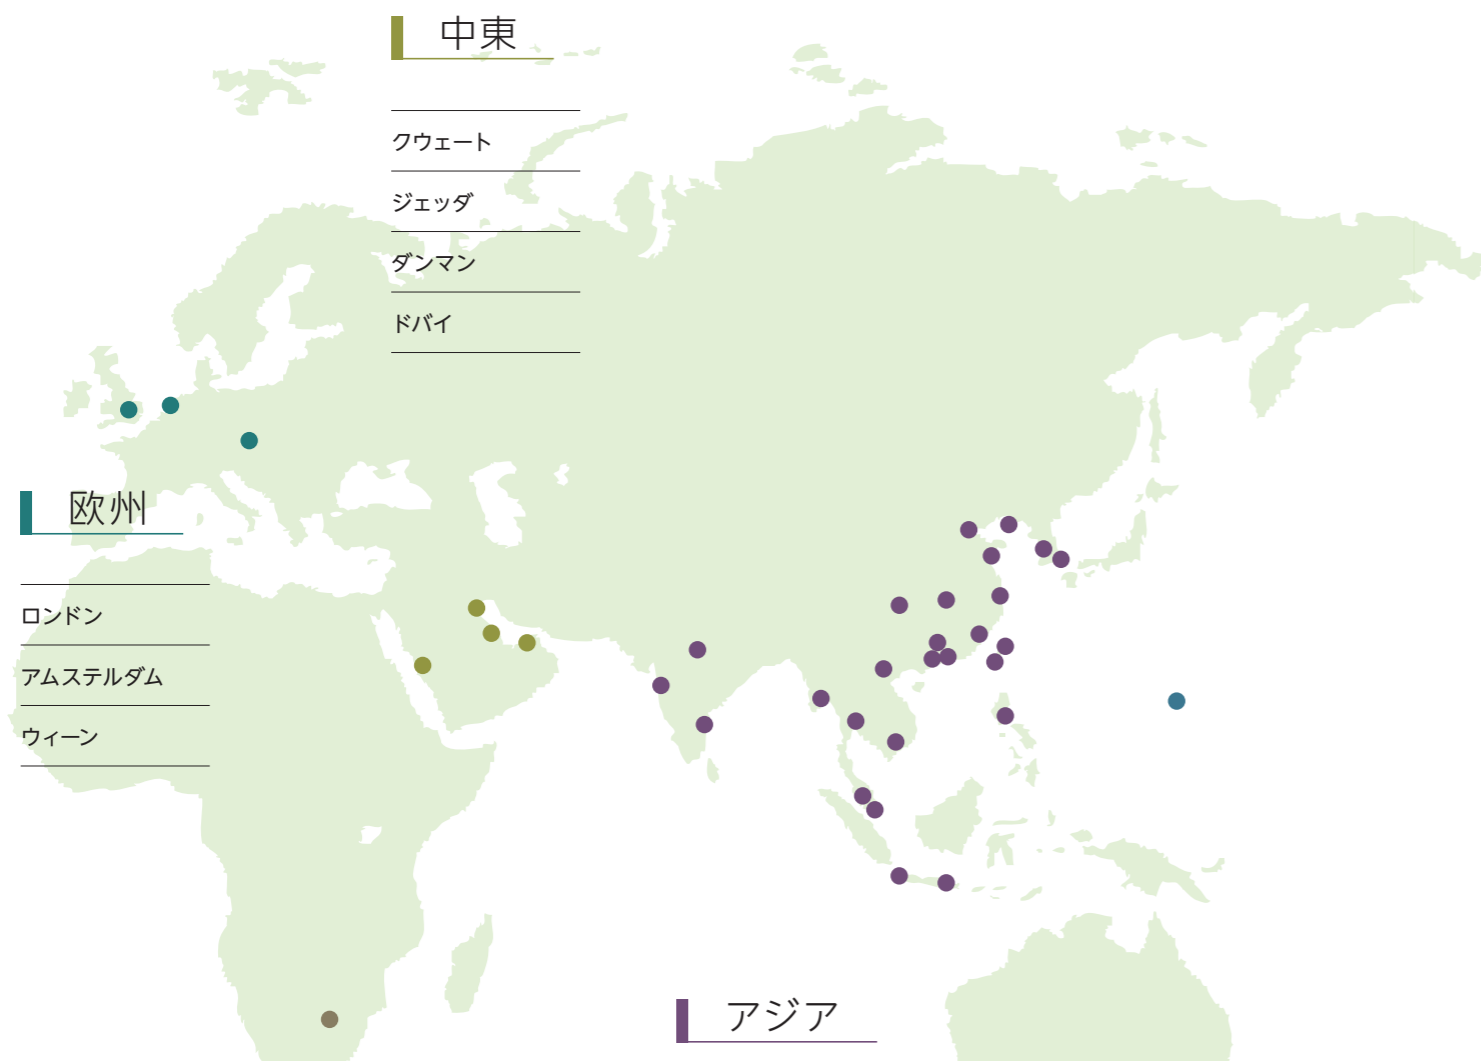 中東
クウェート
ジェッダ
ダンマン
ドバイ
欧州
ロンドン
アムステルダム
ウィーン
アジア